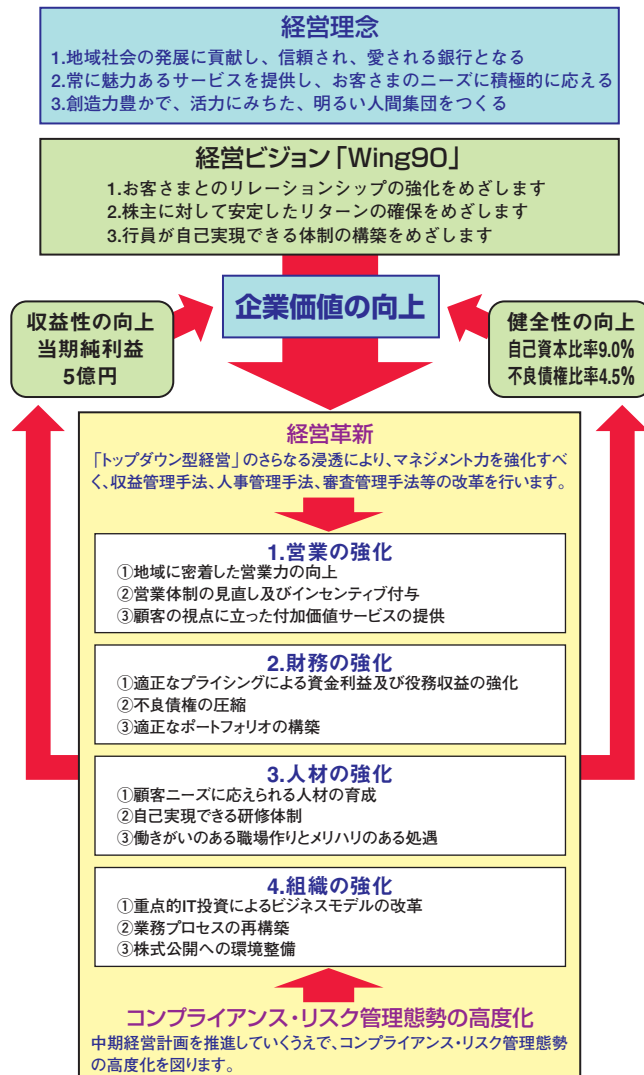 経営理念
1.地域社会の発展に貢献し、信頼され、愛される銀行となる
2.常に魅力あるサービスを提供し、お客さまのニーズに積極的に応える
3.創造力豊かで、活力にみちた、明るい人間集団をつくる
経営ビジョン「Wing90」
1.お客さまとのリレーションシップの強化をめざします
2.株主に対して安定したリターンの確保をめざします
3.行員が自己実現できる体制の構築をめざします
企業価値の向上
収益性の向上
当期純利益
5億円
健全性の向上
自己資本比率9.0%
不良債権比率4.5%
経営革新
「トップダウン型経営」のさらなる浸透により、マネジメント力を強化すべ
く、収益管理手法、人事管理手法、審査管理手法等の改革を行います。
1.営業の強化
①地域に密着した営業力の向上
②営業体制の見直し及びインセンティブ付与
③顧客の視点に立った付加価値サービスの提供
2.財務の強化
①適正なプライシングによる資金利益及び役務収益の強化
②不良債権の圧縮
③適正なポートフォリオの構築
3.人材の強化
①顧客ニーズに応えられる人材の育成
②自己実現できる研修体制
③働きがいのある職場作りとメリハリのある処遇
4.組織の強化
①重点的IT投資によるビジネスモデルの改革
②業務プロセスの再構築
③株式公開への環境整備
コンプライアンス・リスク管理態勢の高度化
中期経営計画を推進していくうえで、コンプライアンス・リスク管理態勢
の高度化を図ります。